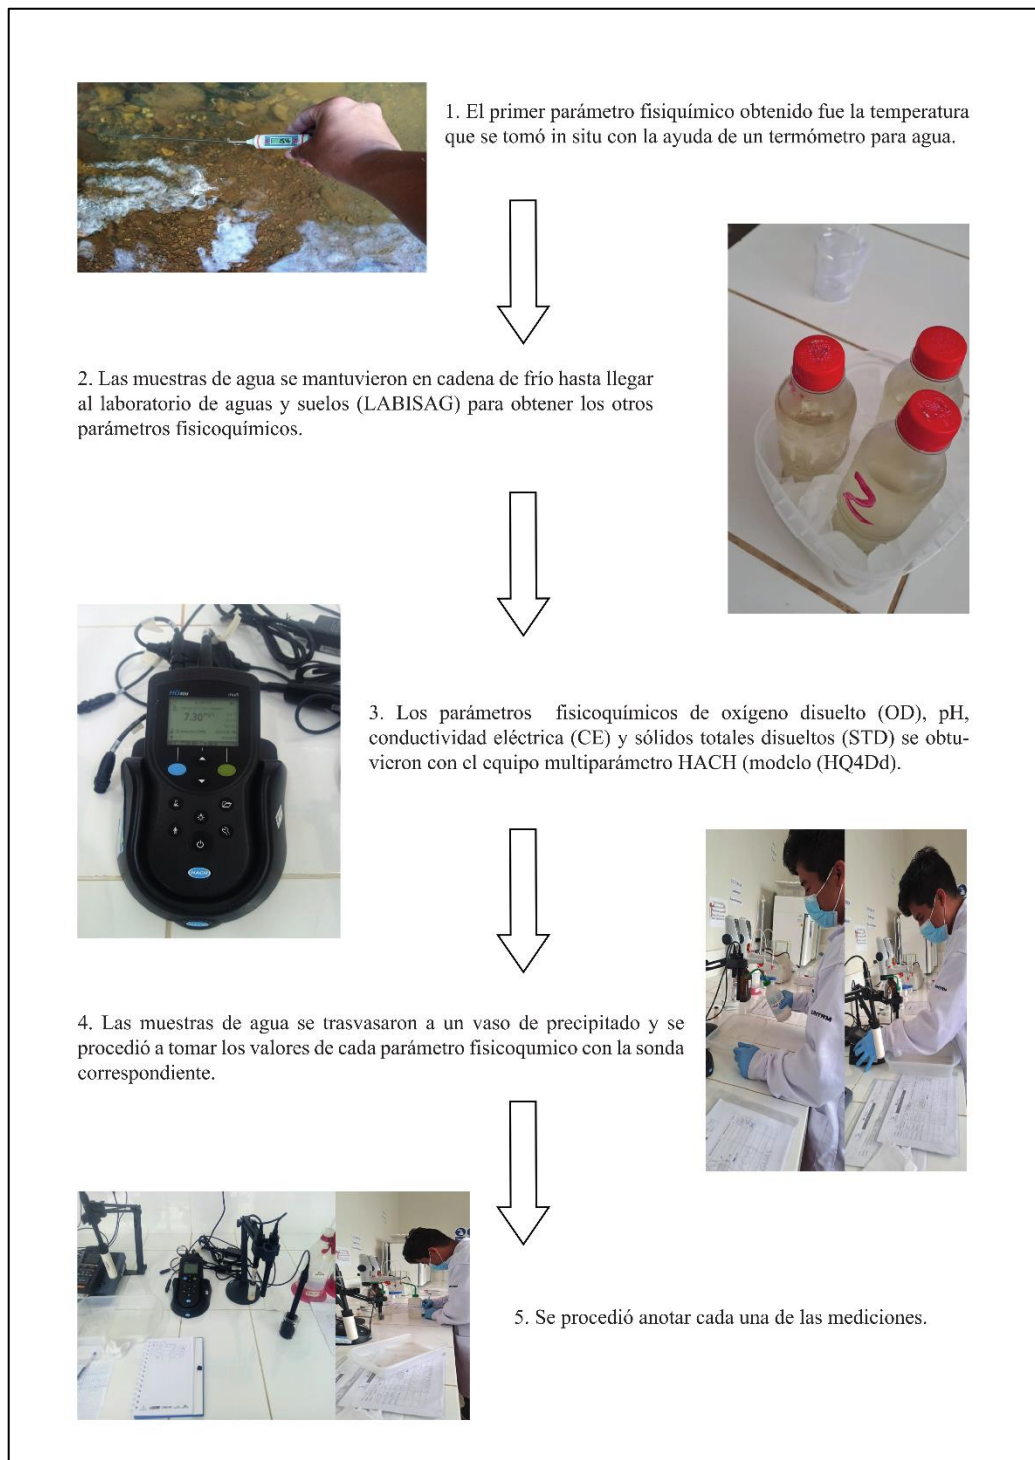 1. El primer parámetro fisiquímico obtenido fue la temperatura
que se tomó in situ con la ayuda de un termómetro para agua.
2. Las muestras de agua se mantuvieron en cadena de frío hasta llegar
al laboratorio de aguas y suelos (LABISAG) para obtener los otros
parámetros fisicoquímicos.
7.30
HACH
3. Los parámetros fisicoquímicos de oxígeno disuelto (OD), pH,
conductividad eléctrica (CE) y sólidos totales disueltos (STD) se obtu-
vieron con el equipo multiparámetro HACH (modelo (HQ4Dd).
4. Las muestras de agua se trasvasaron a un vaso de precipitado y se
procedió a tomar los valores de cada parámetro fisicoqumico con la sonda
correspondiente.
5. Se procedió anotar cada una de las mediciones.